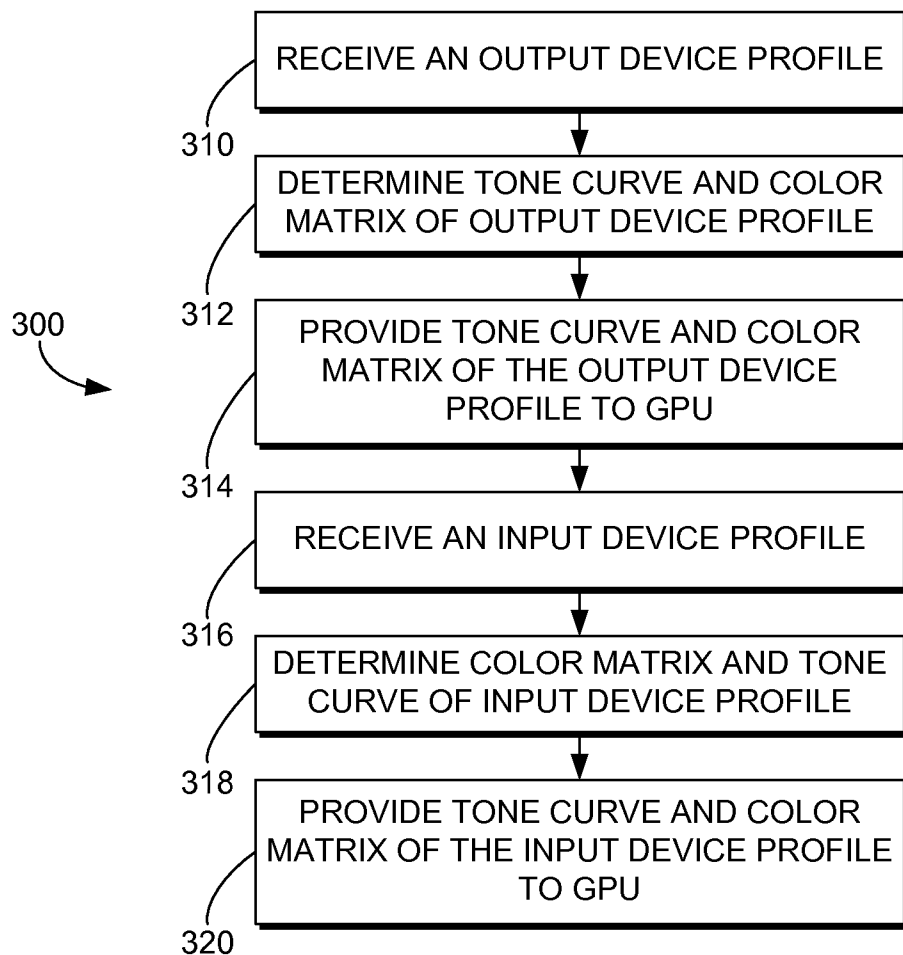 RECEIVE AN OUTPUT DEVICE PROFILE
310
DETERMINE TONE CURVE AND COLOR
MATRIX OF OUTPUT DEVICE PROFILE
312
300
PROVIDE TONE CURVE AND COLOR
MATRIX OF THE OUTPUT DEVICE
PROFILE TO GPU
314
RECEIVE AN INPUT DEVICE PROFILE
316
DETERMINE COLOR MATRIX AND TONE
CURVE OF INPUT DEVICE PROFILE
318
PROVIDE TONE CURVE AND COLOR
MATRIX OF THE INPUT DEVICE PROFILE
TO GPU
320